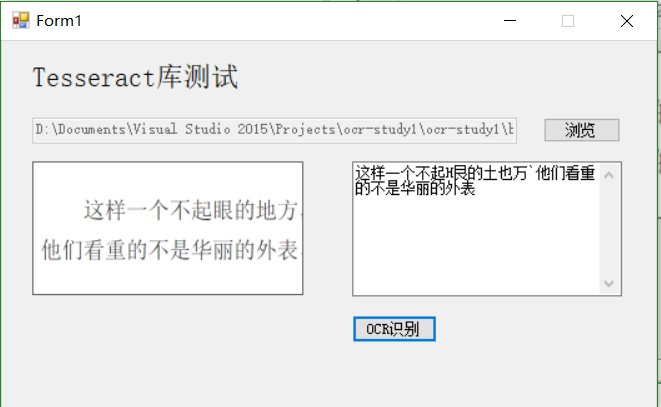 Form1
Tesseract库测试
D:\Documents\Visual Studio 2015\Projects\ocr-study1\ocr-study1\b
浏览
这样一个不起眼的地方,
他们看重的不是华丽的外表
这样一个不起H艮的土也万`他们看重
的不是华丽的外表
OCR识别